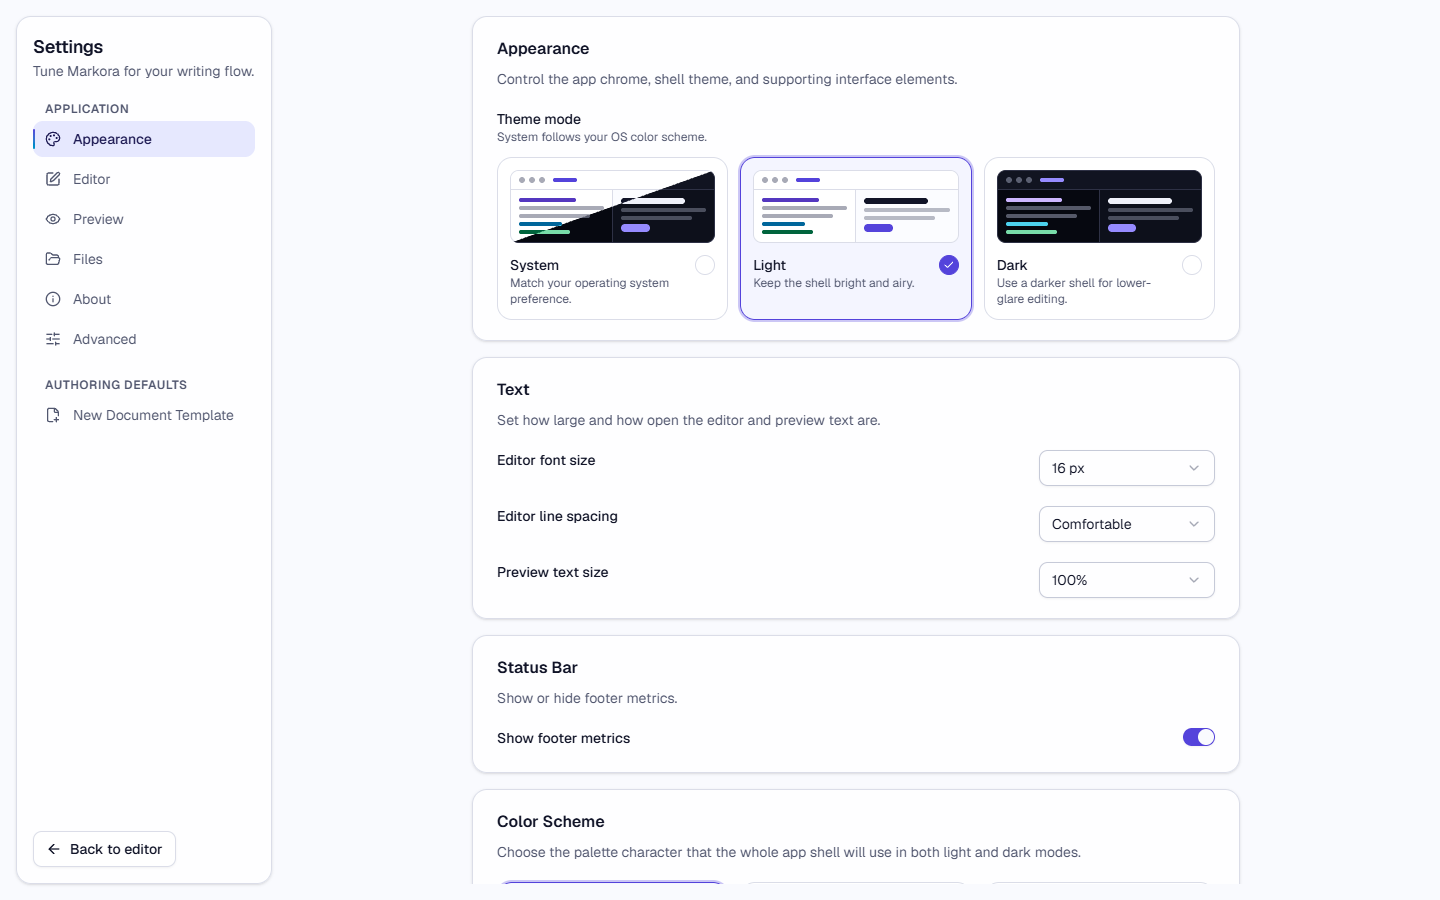 Settings
Tune Markora for your writing flow.
APPLICATION
Appearance
Editor
Preview
Files
About
Advanced
AUTHORING DEFAULTS
New Document Template
Back to editor
Appearance
Control the app chrome, shell theme, and supporting interface elements.
Theme mode
System follows your OS color scheme.
System
Match your operating system
preference.
Light
Keep the shell bright and airy.
Dark
Use a darker shell for lower-
glare editing.
Text
Set how large and how open the editor and preview text are.
Editor font size
16 px
Editor line spacing
Comfortable
Preview text size
100%
Status Bar
Show or hide footer metrics.
Show footer metrics
Color Scheme
Choose the palette character that the whole app shell will use in both light and dark modes.